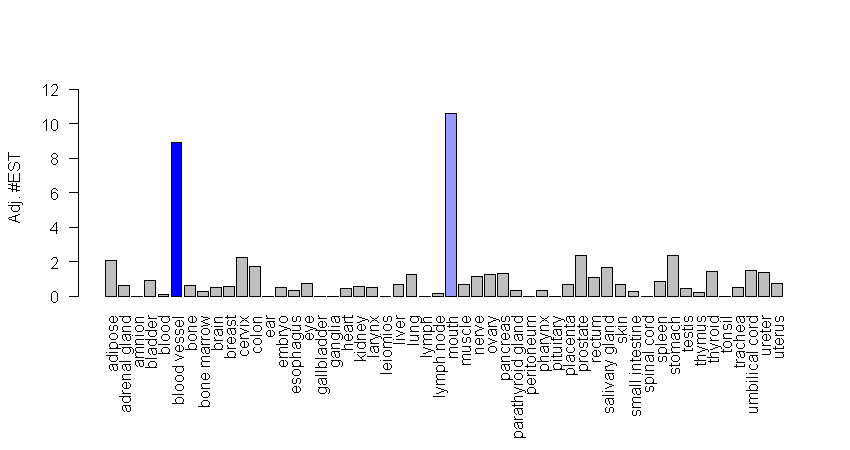 12
10
8
6
4
2
0
Adj. #EST
adipose
adrenal gland
amnion
bladder
blood
blood vessel
bone
bone marrow
brain
breast
cervix
colon
ear
embryo
esophagus
eye
gallbladder
ganglia
heart
kidney
larynx
leiomios
liver
lung
lymph
lymph node
mouth
muscle
nerve
ovary
pancreas
parathyroid gland
peritoneum
pharynx
pituitary
placenta
prostate
rectum
salivary gland
skin
small intestine
spinal cord
spleen
stomach
testis
thymus
thyroid
tonsil
trachea
umbilical cord
ureter
uterus